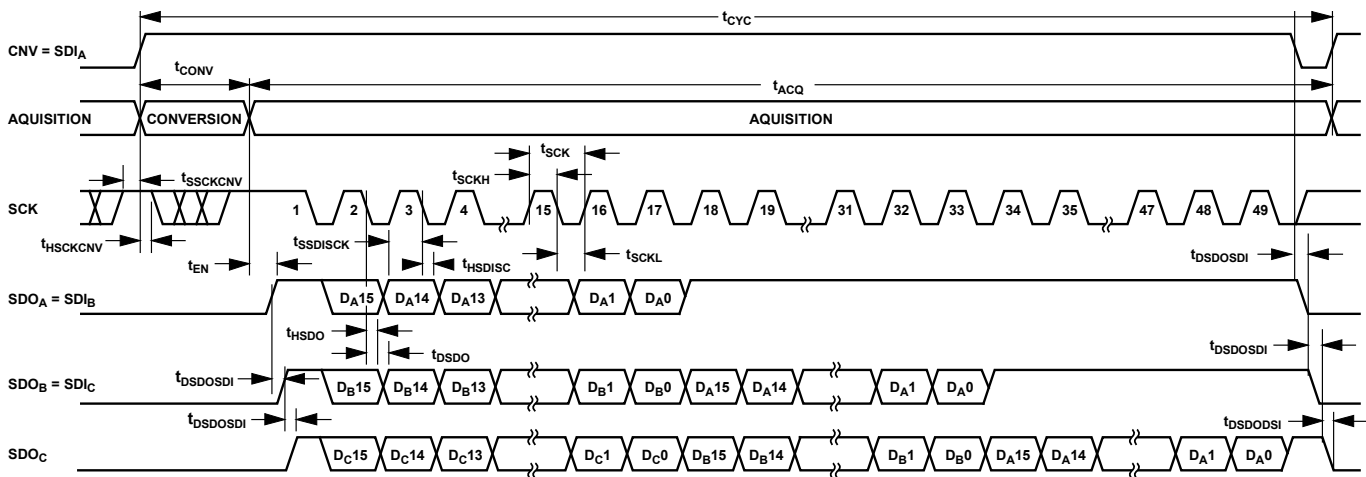 tCYC
CNV = SDIA
tCONV
tACQ
AQUISITION CONVERSION AQUISITION
tSCK
tSSCKCNV
tSCKH
SCK 1 2 3 4 15 16 17 18 19 31 32 33 34 35 47 48 49
tHSCKCNV
tSSDISCK
tSCKL
tEN
tHSDISC
tDSDOSDI
SDOA = SDIB DA15 DA14 DA13 DA1 DA0
tHSDO
tDSDO
tDSDOSDI
tDSDOSDI
SDOB = SDIC DB15 DB14 DB13 DB1 DB0 DA15 DA14 DA1 DA0
tDSDOSDI
tDSDODSI
SDOC DC15 DC14 DC13 DC1 DC0 DB15 DB14 DB1 DB0 DA15 DA14 DA1 DA0